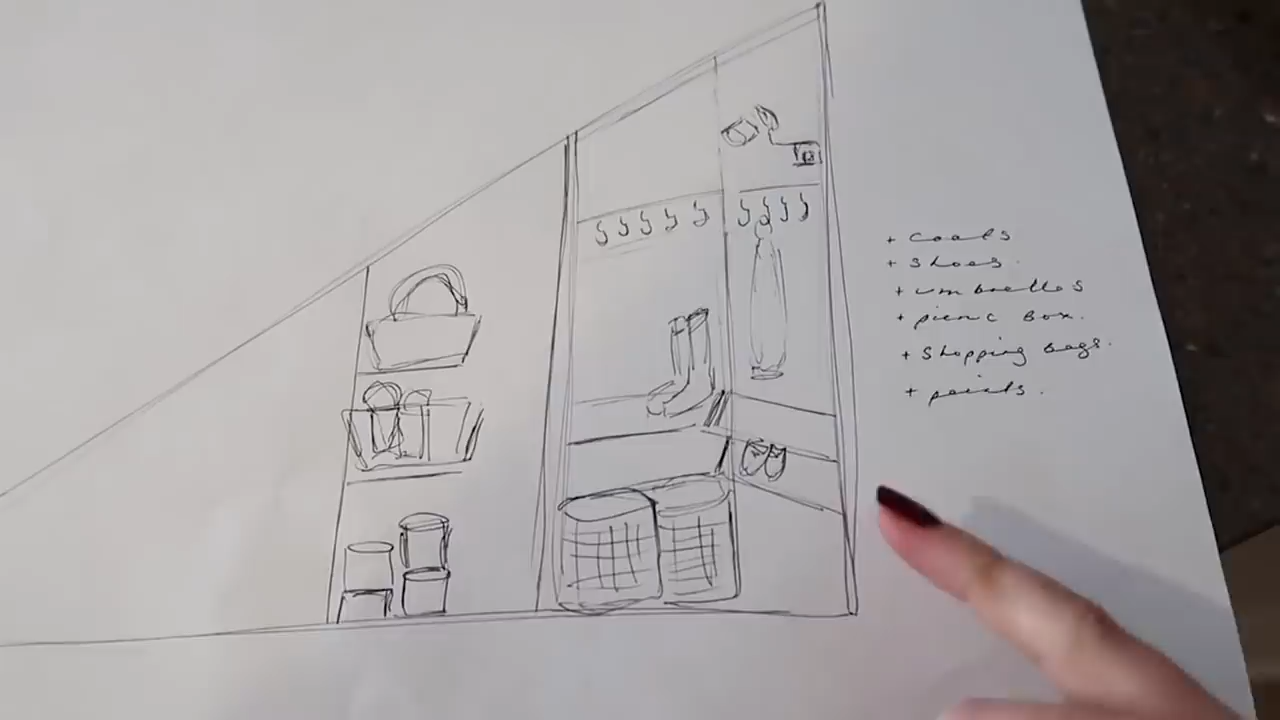 + coats
+ shoes.
+ umbrellas
+ picnic box.
+ shopping bags.
+ paints.